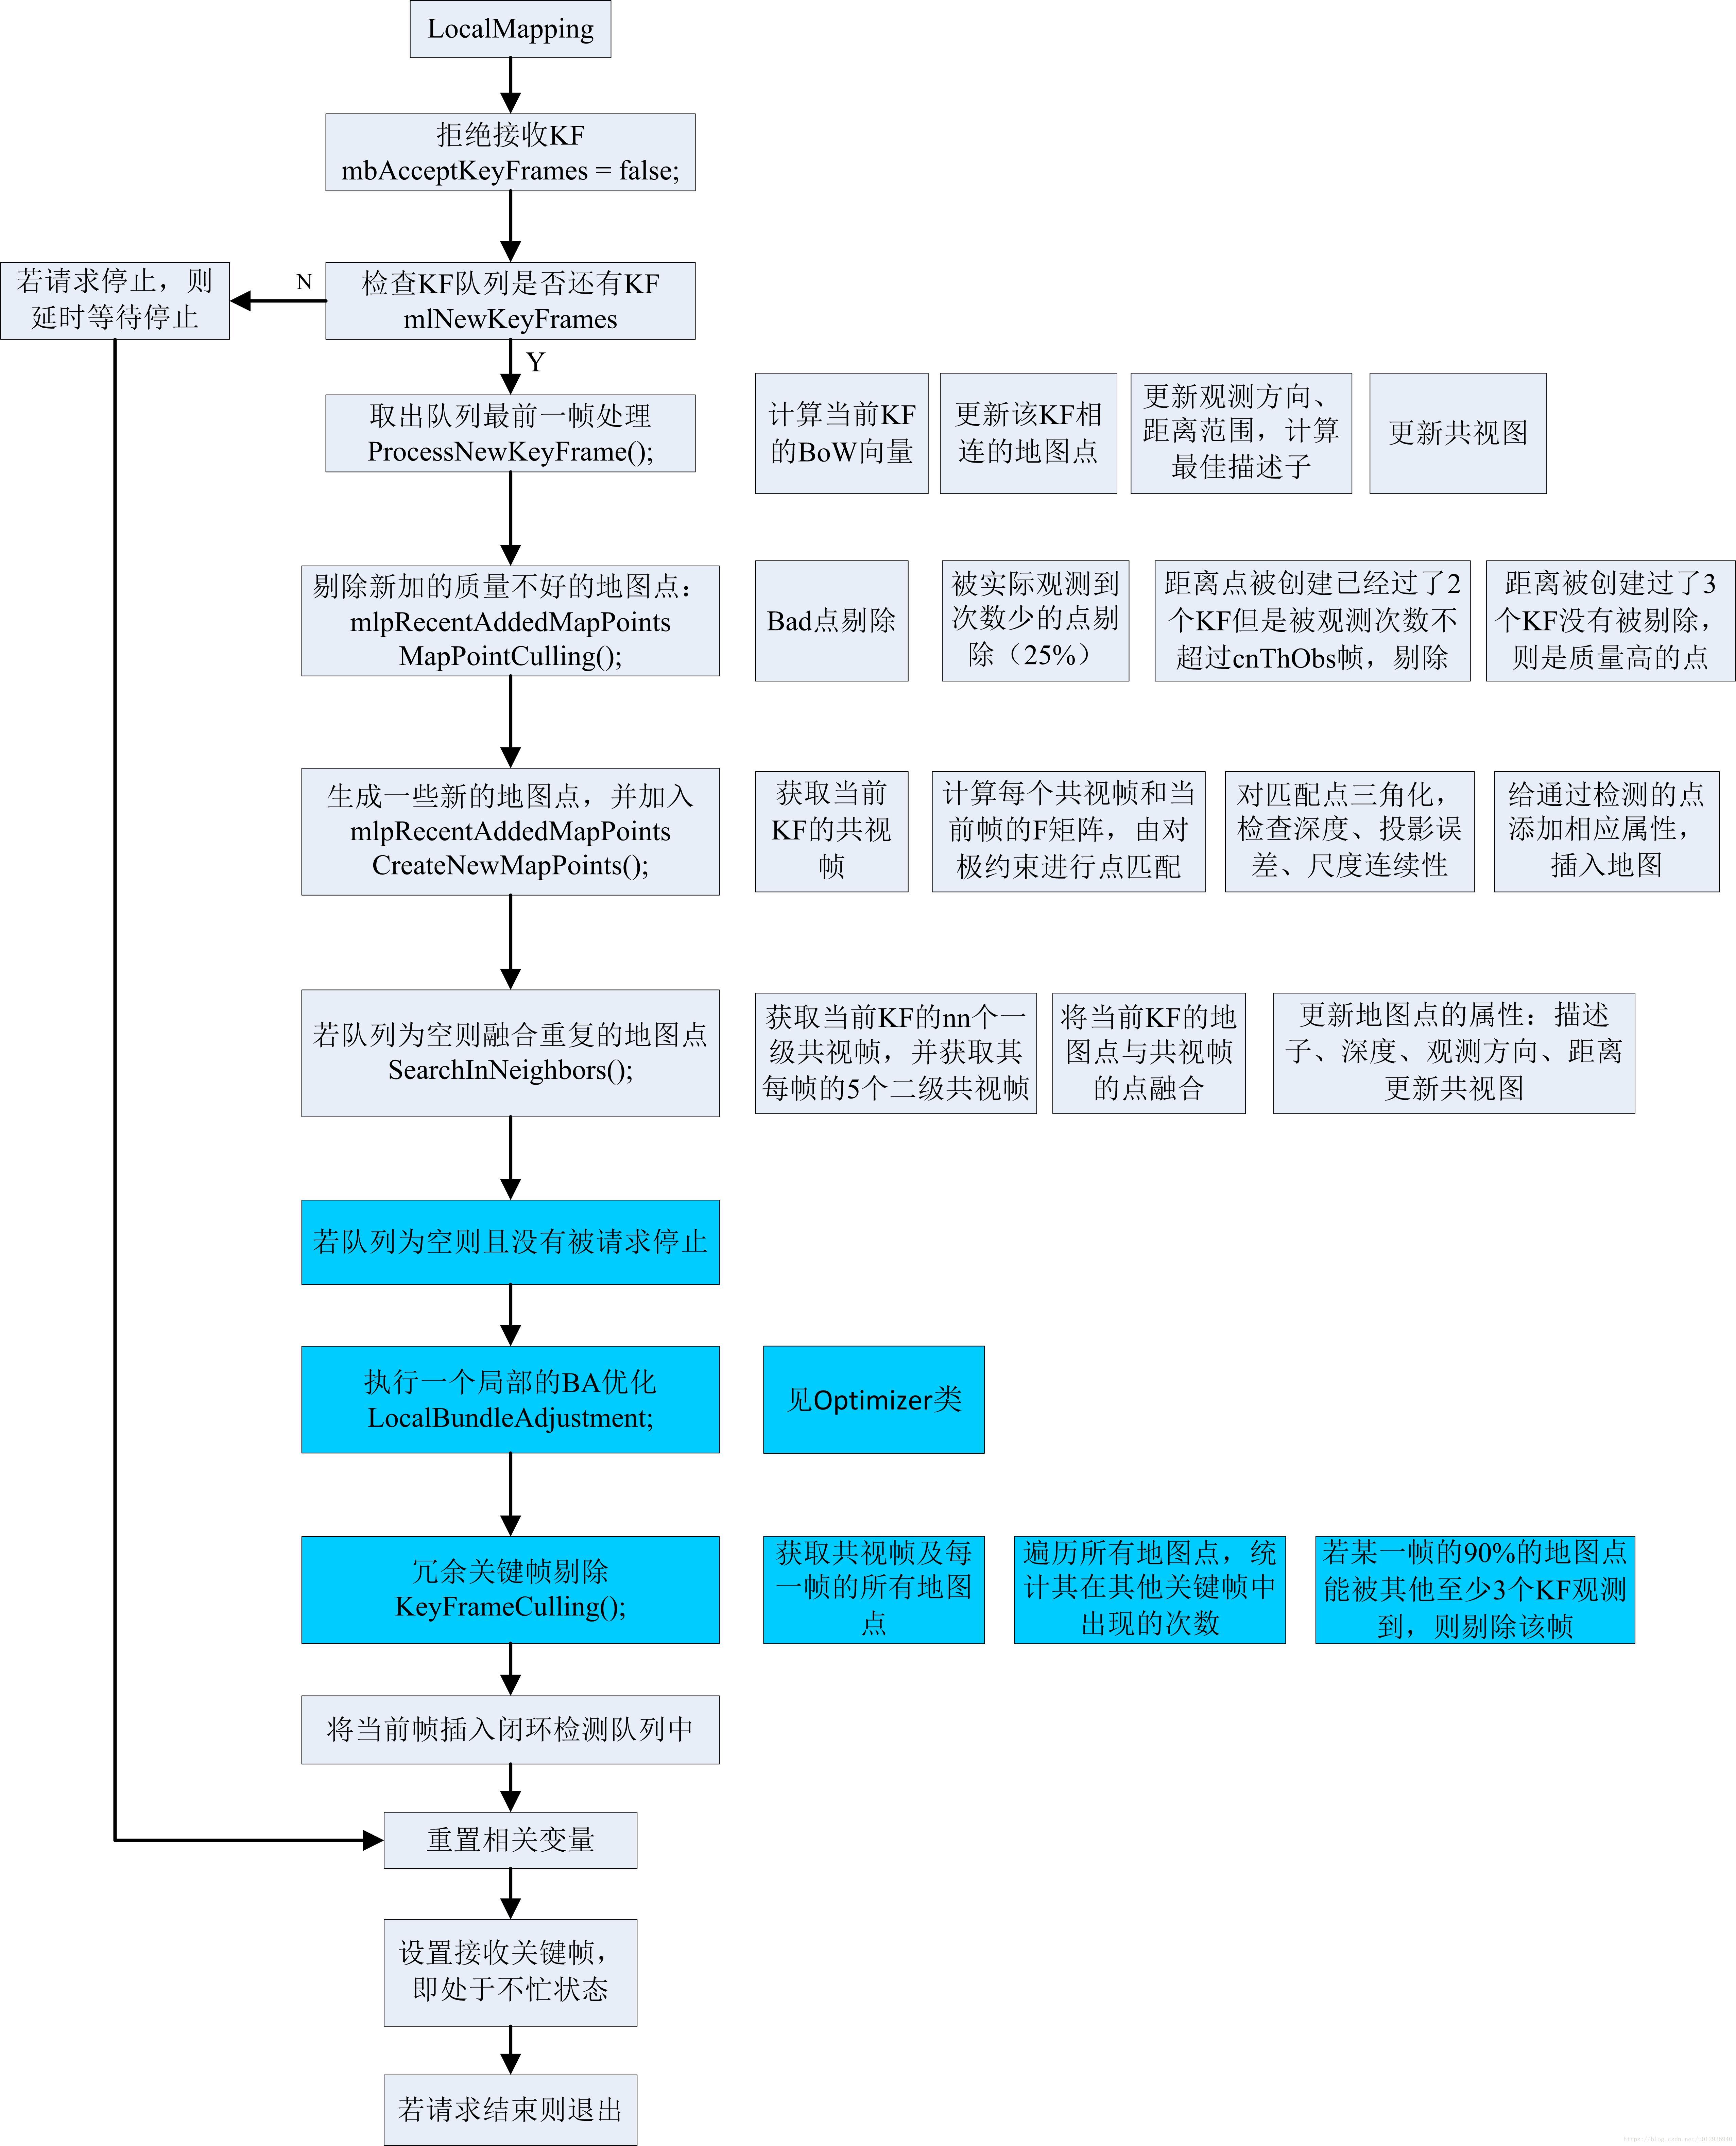 LocalMapping
拒绝接收KF
mbAcceptKeyFrames = false;
若请求停止，则
延时等待停止
N
检查KF队列是否还有KF
mlNewKeyFrames
Y
取出队列最前一帧处理
ProcessNewKeyFrame();
计算当前KF
的BoW向量
更新该KF相
连的地图点
更新观测方向、
距离范围，计算
最佳描述子
更新共视图
剔除新加的质量不好的地图点：
mlpRecentAddedMapPoints
MapPointCulling();
Bad点剔除
被实际观测到
次数少的点剔
除（25%）
距离点被创建已经过了2
个KF但是被观测次数不
超过cnThObs帧，剔除
距离被创建过了3
个KF没有被剔除，
则是质量高的点
生成一些新的地图点，并加入
mlpRecentAddedMapPoints
CreateNewMapPoints();
获取当前
KF的共视
帧
计算每个共视帧和当
前帧的F矩阵，由对
极约束进行点匹配
对匹配点三角化，
检查深度、投影误
差、尺度连续性
给通过检测的点
添加相应属性，
插入地图
若队列为空则融合重复的地图点
SearchInNeighbors();
获取当前KF的nn个一
级共视帧，并获取其
每帧的5个二级共视帧
将当前KF的地
图点与共视帧
的点融合
更新地图点的属性：描述
子、深度、观测方向、距离
更新共视图
若队列为空则且没有被请求停止
执行一个局部的BA优化
LocalBundleAdjustment;
见Optimizer类
冗余关键帧剔除
KeyFrameCulling();
获取共视帧及每
一帧的所有地图
点
遍历所有地图点，统
计其在其他关键帧中
出现的次数
若某一帧的90%的地图点
能被其他至少3个KF观测
到，则剔除该帧
将当前帧插入闭环检测队列中
重置相关变量
设置接收关键帧，
即处于不忙状态
若请求结束则退出